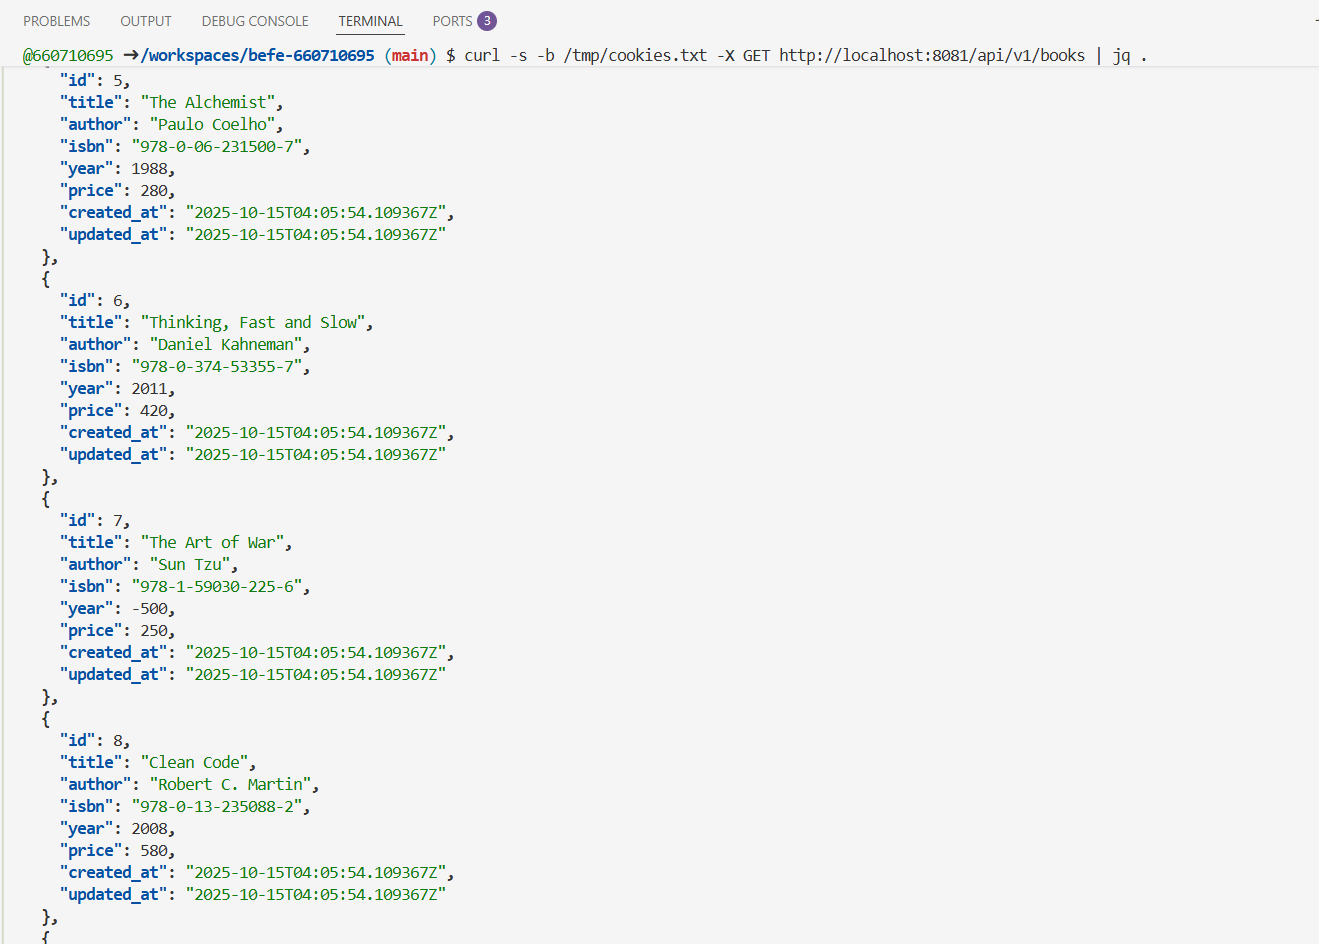 PROBLEMS OUTPUT DEBUG CONSOLE TERMINAL PORTS 3
@660710695 →/workspaces/befe-660710695 (main) $ curl -s -b /tmp/cookies.txt -X GET http://localhost:8081/api/v1/books | jq .
"id": 5,
"title": "The Alchemist",
"author": "Paulo Coelho",
"isbn": "978-0-06-231500-7",
"year": 1988,
"price": 280,
"created_at": "2025-10-15T04:05:54.109367Z",
"updated_at": "2025-10-15T04:05:54.109367Z"
},
{
"id": 6,
"title": "Thinking, Fast and Slow",
"author": "Daniel Kahneman",
"isbn": "978-0-374-53355-7",
"year": 2011,
"price": 420,
"created_at": "2025-10-15T04:05:54.109367Z",
"updated_at": "2025-10-15T04:05:54.109367Z"
},
{
"id": 7,
"title": "The Art of War",
"author": "Sun Tzu",
"isbn": "978-1-59030-225-6",
"year": -500,
"price": 250,
"created_at": "2025-10-15T04:05:54.109367Z",
"updated_at": "2025-10-15T04:05:54.109367Z"
},
{
"id": 8,
"title": "Clean Code",
"author": "Robert C. Martin",
"isbn": "978-0-13-235088-2",
"year": 2008,
"price": 580,
"created_at": "2025-10-15T04:05:54.109367Z",
"updated_at": "2025-10-15T04:05:54.109367Z"
},
{